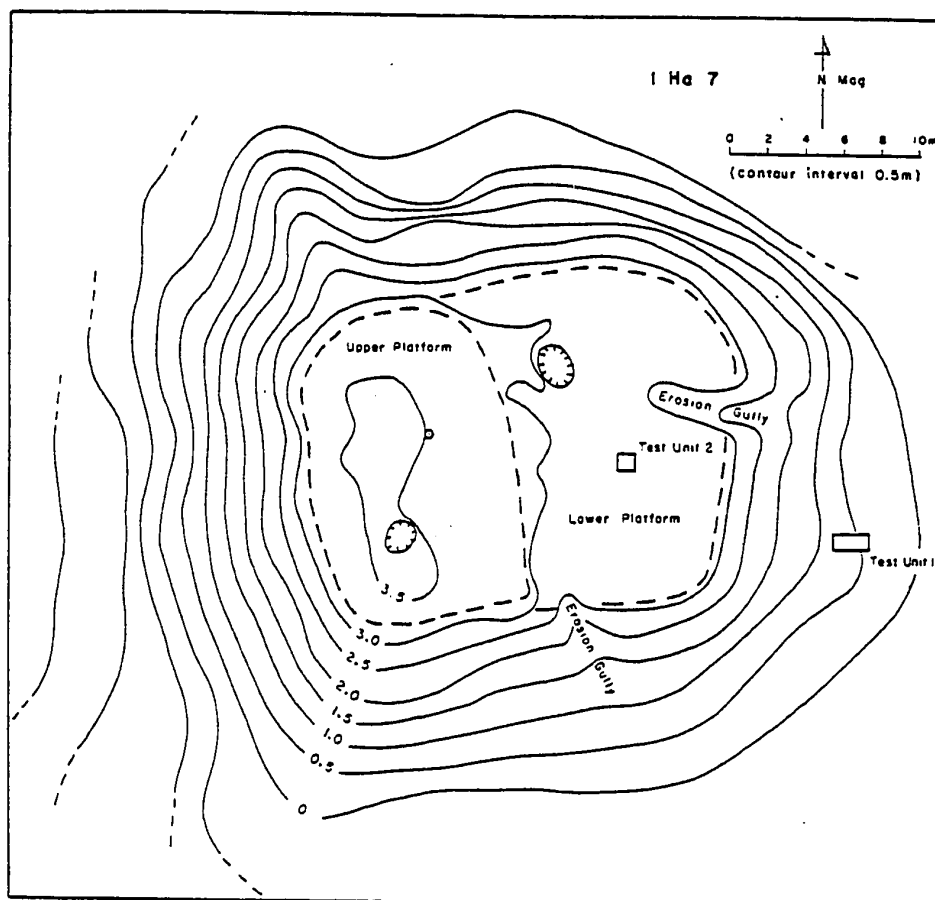 1 Ha 7
N Mag
0 2 4 6 8 10m
(contour interval 0.5m)
Upper Platform
Erosion Gully
Test Unit 2
Lower Platform
Test Unit 1
3.5
Erosion Gully
3.0
2.5
2.0
1.5
1.0
0.5
0